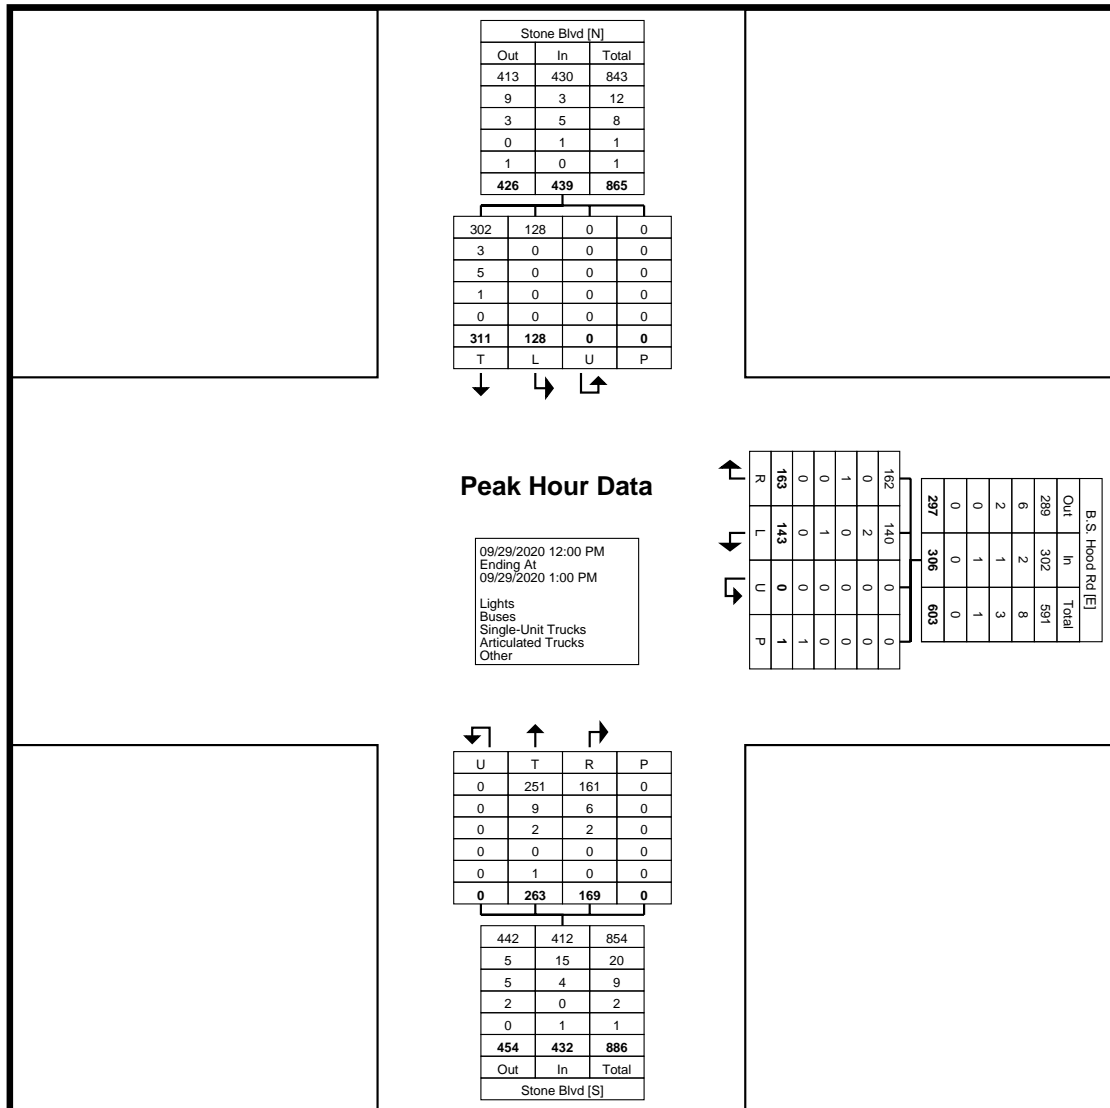 Stone Blvd [N]
Out In Total
413 430 843
9 3 12
3 5 8
0 1 1
1 0 1
426 439 865
302 128 0 0
3 0 0 0
5 0 0 0
1 0 0 0
0 0 0 0
311 128 0 0
T L U P
Peak Hour Data
09/29/2020 12:00 PM
Ending At
09/29/2020 1:00 PM
Lights
Buses
Single-Unit Trucks
Articulated Trucks
Other
B.S. Hood Rd [E]
Out In Total
289 302 591
6 2 8
2 1 3
0 1 1
0 0 0
297 306 603
162 140 0 0
0 2 0 0
1 0 0 0
0 1 0 0
0 0 0 1
163 143 0 1
R L U P
U T R P
0 251 161 0
0 9 6 0
0 2 2 0
0 0 0 0
0 1 0 0
0 263 169 0
442 412 854
5 15 20
5 4 9
2 0 2
0 1 1
454 432 886
Out In Total
Stone Blvd [S]